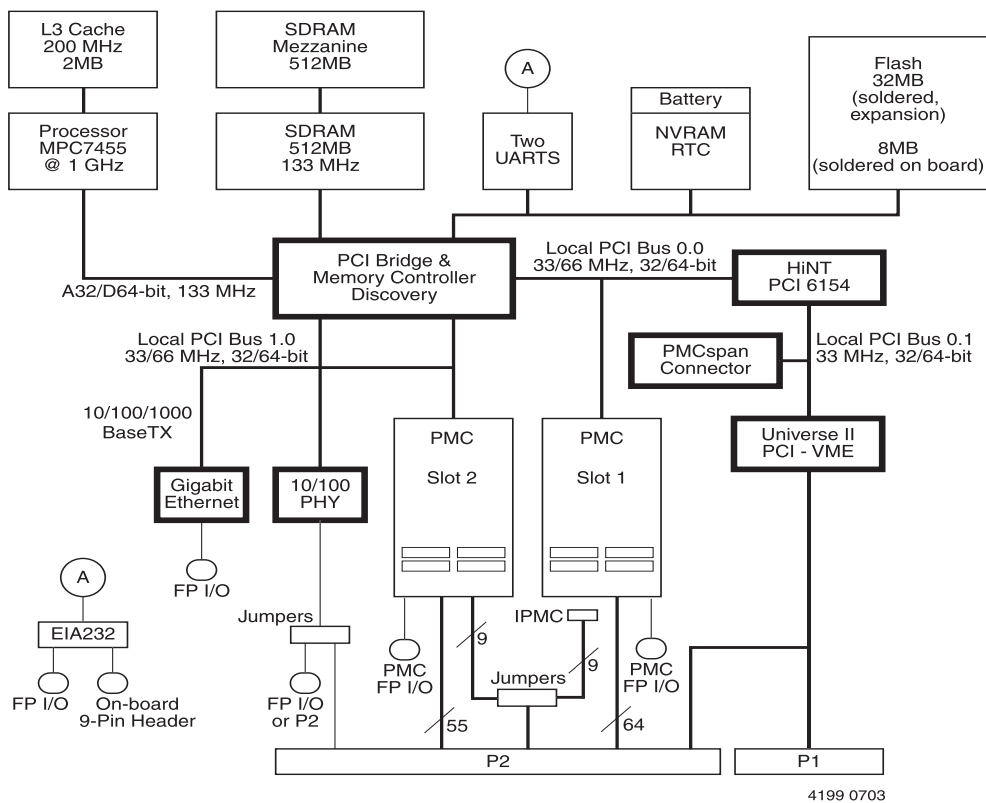 L3 Cache
200 MHz
2MB
SDRAM
Mezzanine
512MB
A
Flash
32MB
(soldered,
expansion)
8MB
(soldered on board)
Processor
MPC7455
@ 1 GHz
SDRAM
512MB
133 MHz
Two
UARTS
Battery
NVRAM
RTC
PCI Bridge &
Memory Controller
Discovery
Local PCI Bus 0.0
33/66 MHz, 32/64-bit
HiNT
PCI 6154
A32/D64-bit, 133 MHz
Local PCI Bus 1.0
33/66 MHz, 32/64-bit
PMCspan
Connector
Local PCI Bus 0.1
33 MHz, 32/64-bit
10/100/1000
BaseTX
PMC
Slot 2
PMC
Slot 1
Universe II
PCI - VME
Gigabit
Ethernet
10/100
PHY
FP I/O
A
EIA232
FP I/O
On-board
9-Pin Header
Jumpers
FP I/O
or P2
PMC
FP I/O
9
IPMC
9
Jumpers
PMC
FP I/O
55
64
P2
P1
4199 0703